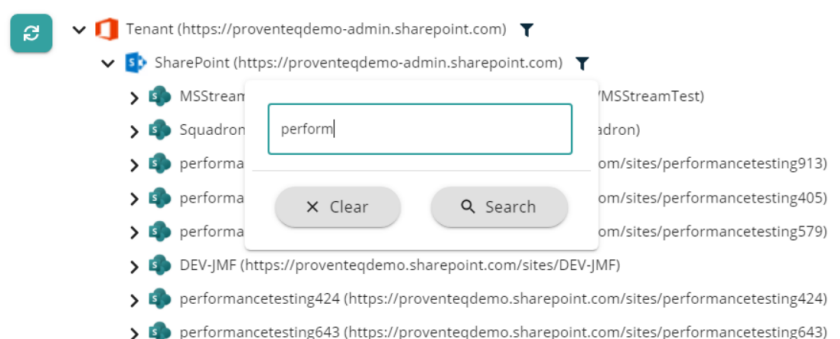 Tenant (https://proventeqdemo-admin.sharepoint.com)
SharePoint (https://proventeqdemo-admin.sharepoint.com)
MSStream /MSStreamTest)
Squadron adron)
perform
performa om/sites/performancetesting913)
performa om/sites/performancetesting405)
Clear Search
performa om/sites/performancetesting579)
DEV-JMF (https://proventeqdemo.sharepoint.com/sites/DEV-JMF)
performancetesting424 (https://proventeqdemo.sharepoint.com/sites/performancetesting424)
performancetesting643 (https://proventeqdemo.sharepoint.com/sites/performancetesting643)